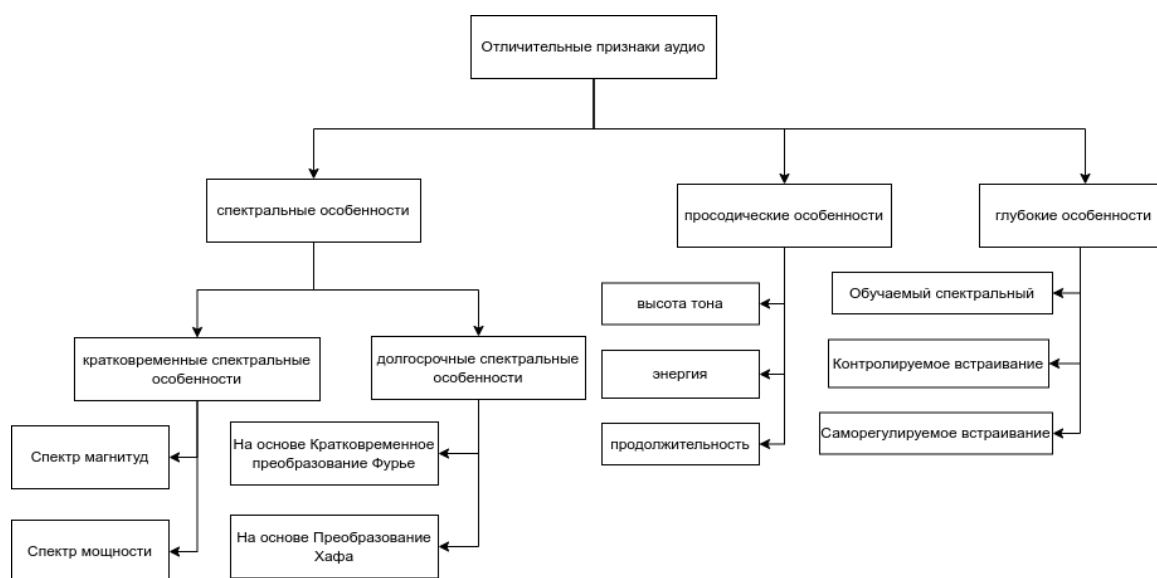 Отличительные признаки аудио
спектральные особенности
просодические особенности
глубокие особенности
кратковременные спектральные
особенности
долгосрочные спектральные
особенности
Спектр магнитуд
Спектр мощности
На основе Кратковременное
преобразование Фурье
На основе Преобразование
Хафа
высота тона
энергия
продолжительность
Обучаемый спектральный
Контролируемое встраивание
Саморегулируемое встраивание